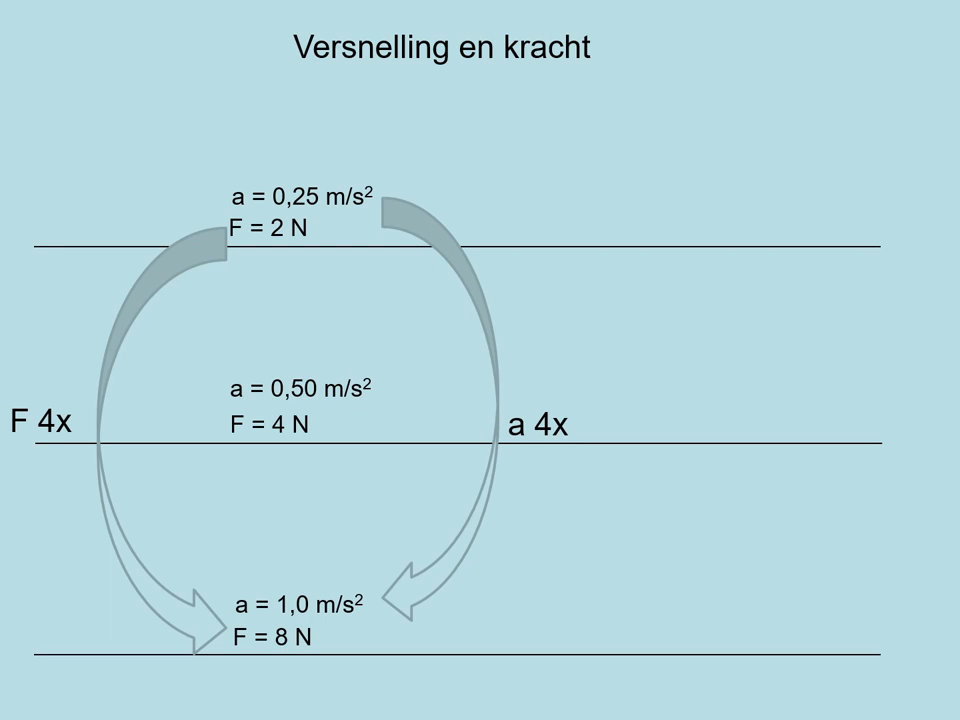 Versnelling en kracht
a = 0,25 m/s²
F = 2 N
a = 0,50 m/s²
F = 4 N
F 4x
a 4x
a = 1,0 m/s²
F = 8 N